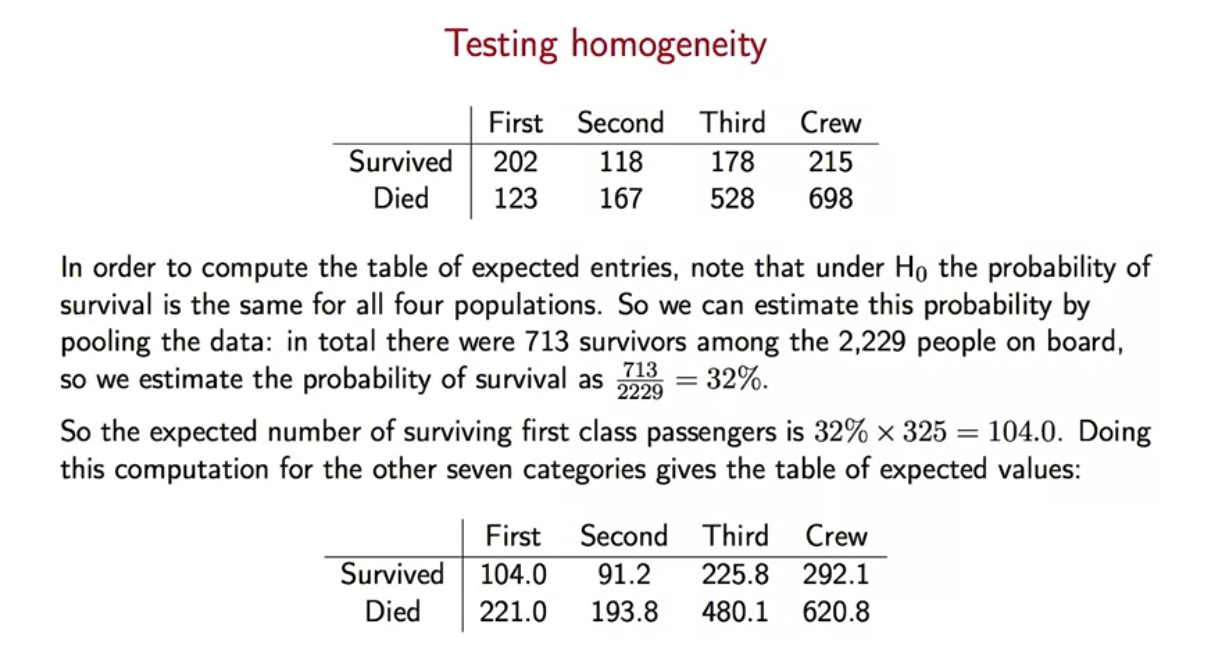 Testing homogeneity
First Second Third Crew
Survived 202 118 178 215
Died 123 167 528 698
In order to compute the table of expected entries, note that under H₀ the probability of
survival is the same for all four populations. So we can estimate this probability by
pooling the data: in total there were 713 survivors among the 2,229 people on board,
so we estimate the probability of survival as 713/2229 = 32%.
So the expected number of surviving first class passengers is 32% × 325 = 104.0. Doing
this computation for the other seven categories gives the table of expected values:
First Second Third Crew
Survived 104.0 91.2 225.8 292.1
Died 221.0 193.8 480.1 620.8